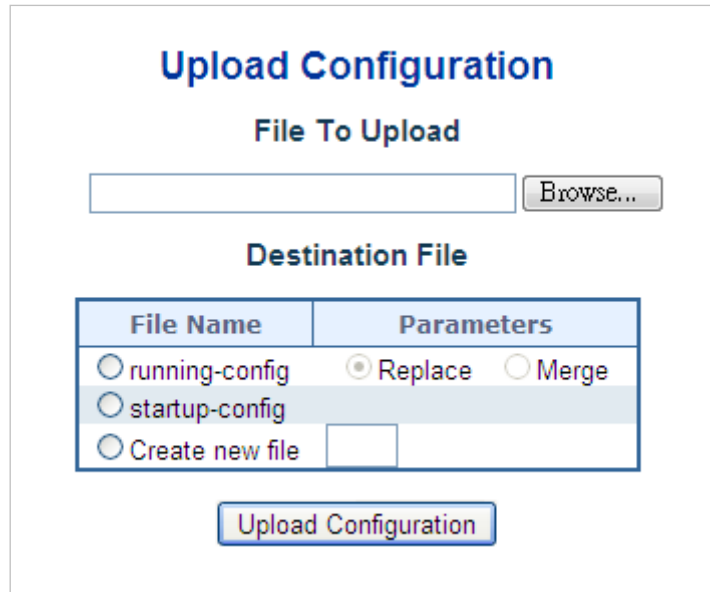 Upload Configuration
File To Upload
Browse...
Destination File
File Name Parameters
running-config Replace Merge
startup-config
Create new file
Upload Configuration